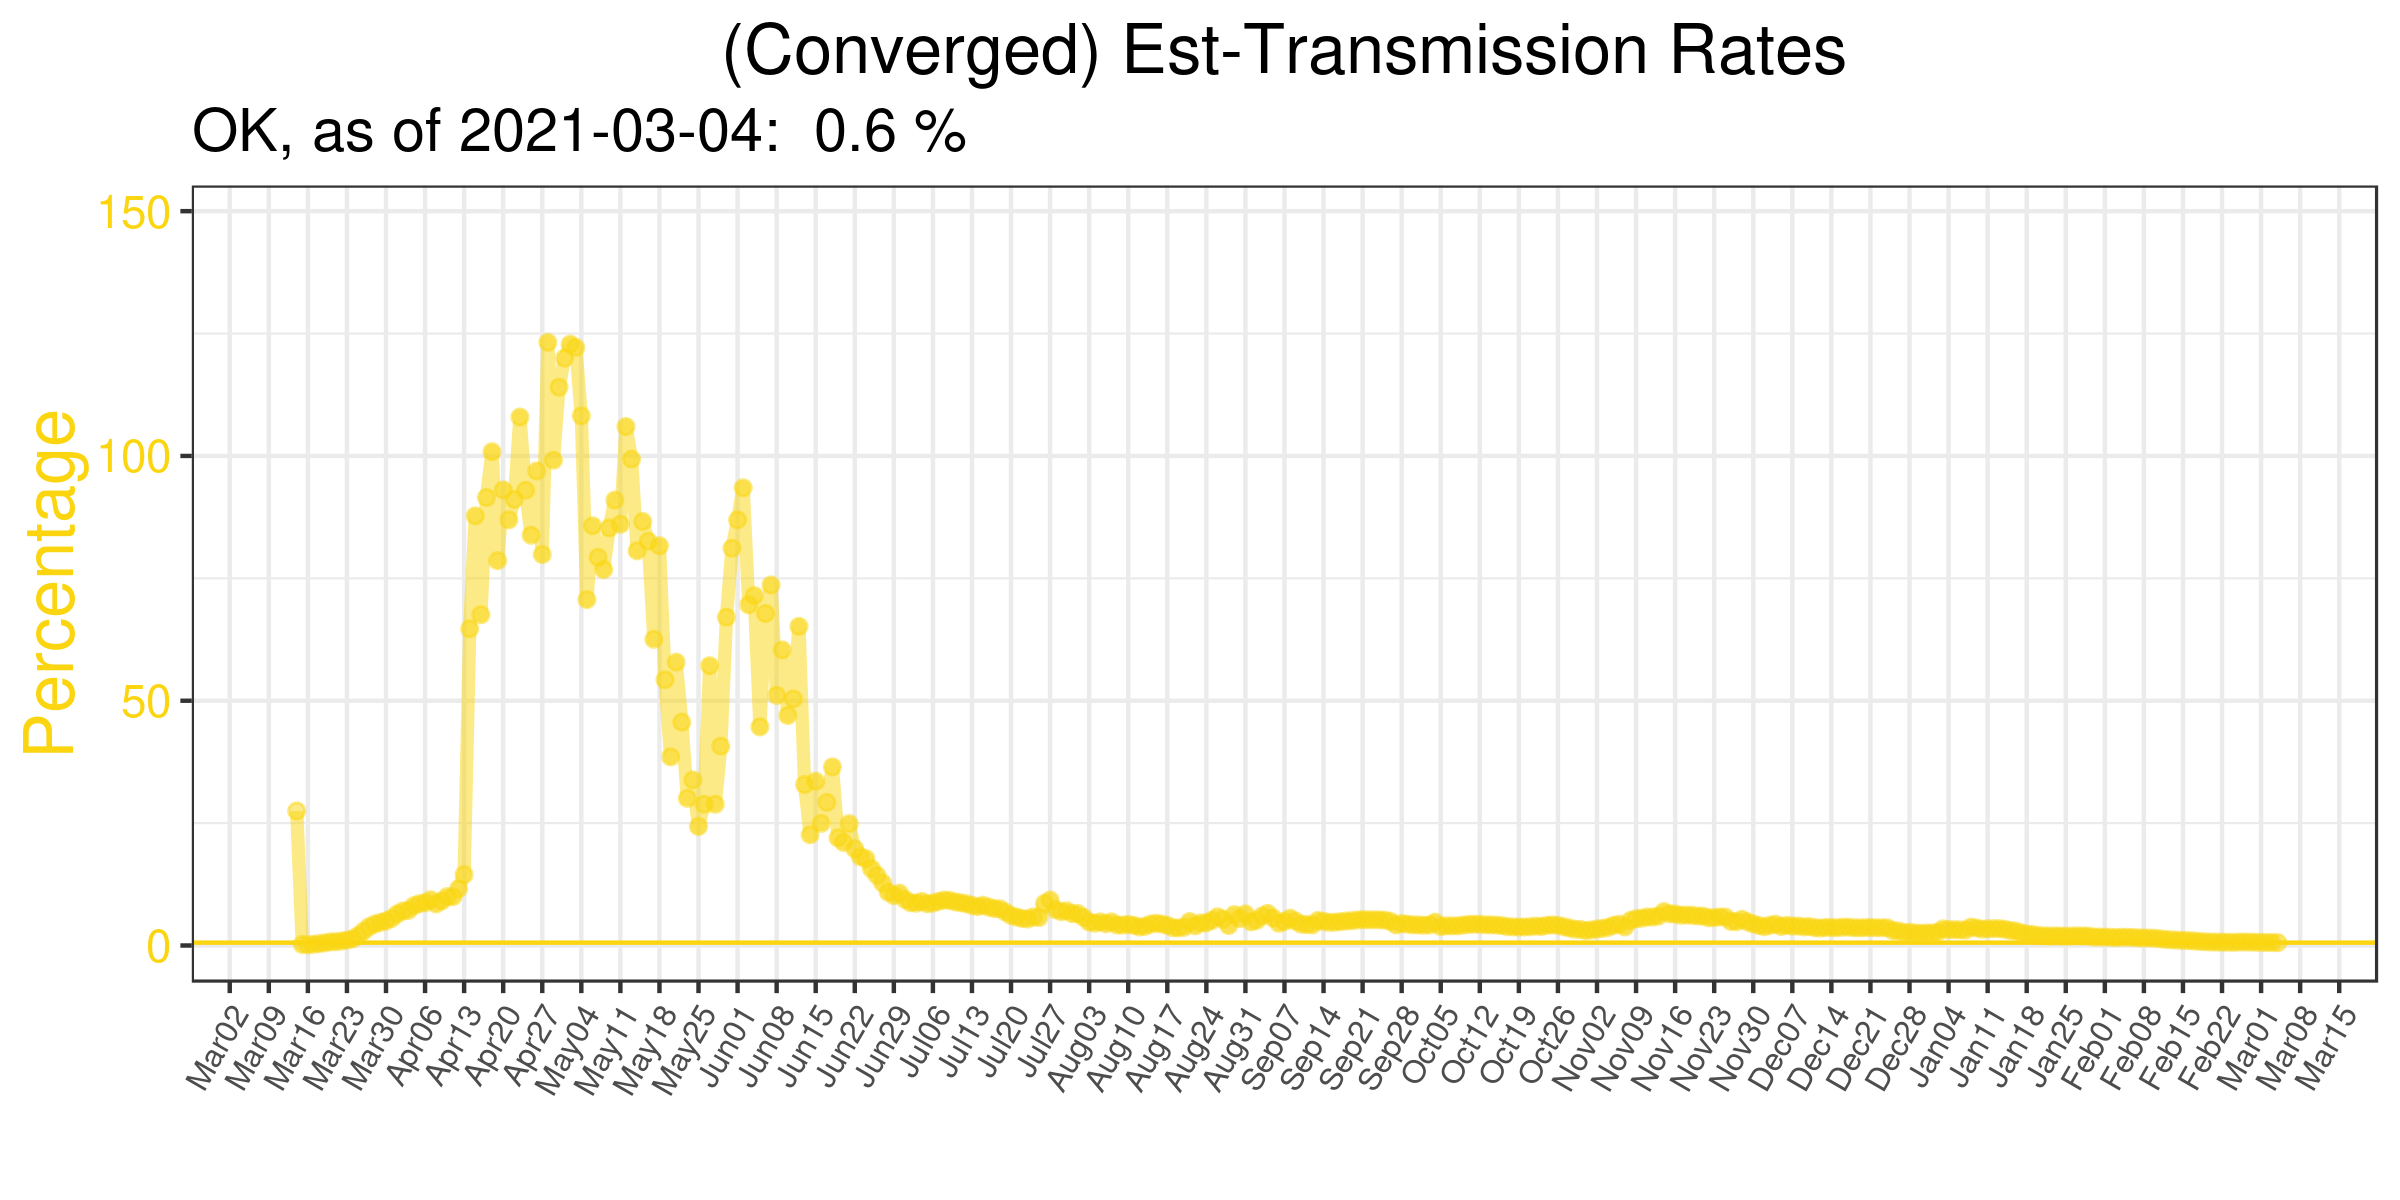 (Converged) Est-Transmission Rates
OK, as of 2021-03-04:  0.6 %
Percentage
150
100
50
0
Mar02
Mar09
Mar16
Mar23
Mar30
Apr06
Apr13
Apr20
Apr27
May04
May11
May18
May25
Jun01
Jun08
Jun15
Jun22
Jun29
Jul06
Jul13
Jul20
Jul27
Aug03
Aug10
Aug17
Aug24
Aug31
Sep07
Sep14
Sep21
Sep28
Oct05
Oct12
Oct19
Oct26
Nov02
Nov09
Nov16
Nov23
Nov30
Dec07
Dec14
Dec21
Dec28
Jan04
Jan11
Jan18
Jan25
Feb01
Feb08
Feb15
Feb22
Mar01
Mar08
Mar15